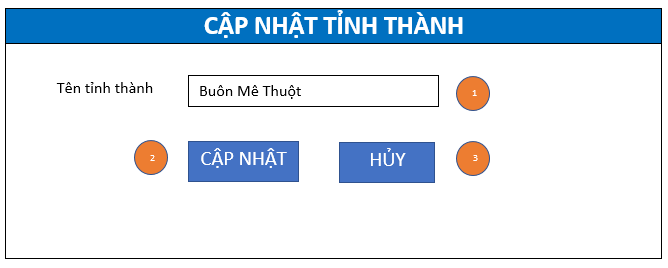 CẬP NHẬT TỈNH THÀNH
Tên tỉnh thành Buôn Mê Thuột 1
2 CẬP NHẬT HỦY 3